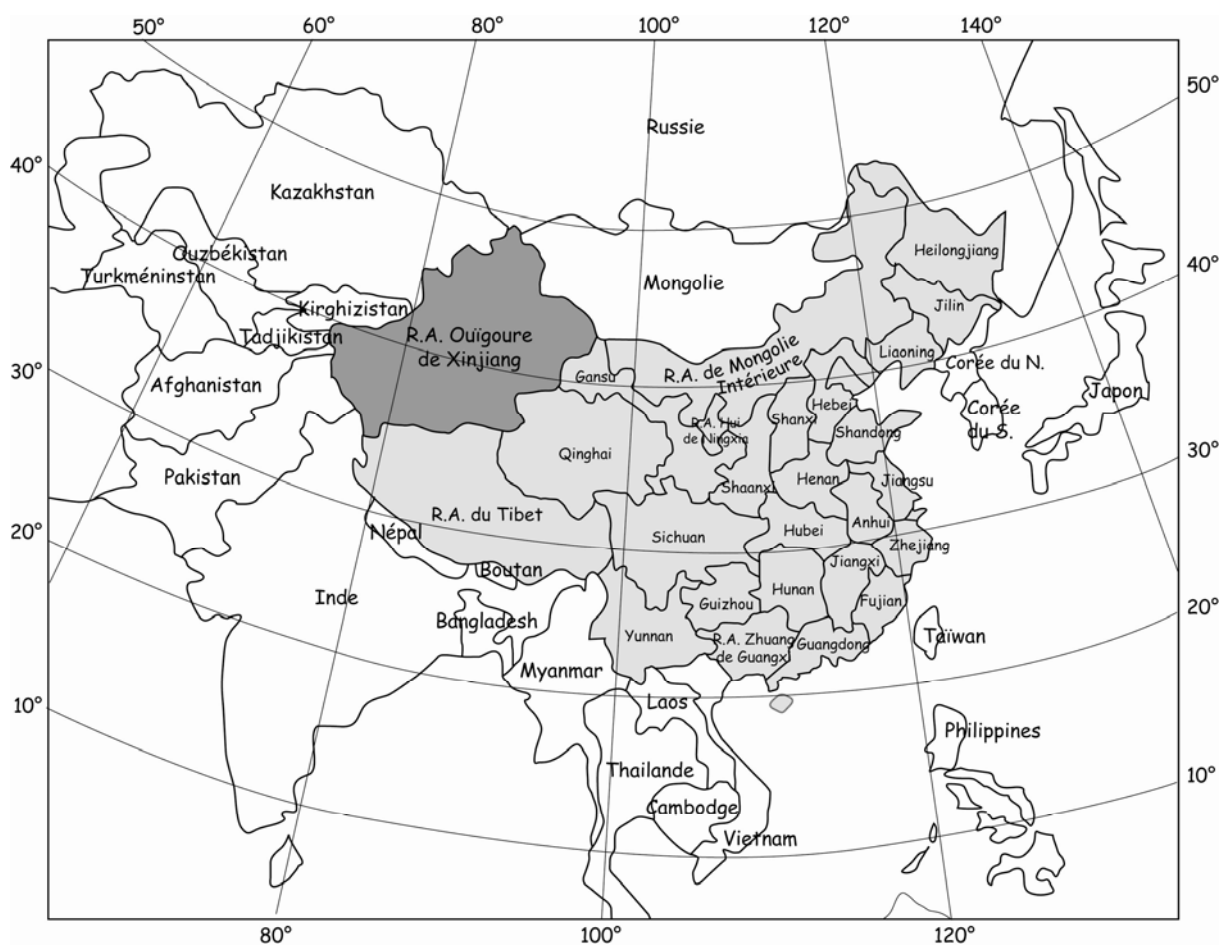 50° 60° 80° 100° 120° 140°
50°
Russie
40°
Kazakhstan
Heilongjiang
Ouzbékistan
40°
Turkméninstan
Mongolie
Kirghizistan
Jilin
Tadjikistan
R.A. Ouïgoure
de Xinjiang
R.A. de Mongolie
Intérieure
Liaoning
Corée du N.
30°
Afghanistan
Gansu
Japon
Hebei
Corée
du S.
Shanxi
R.A. Hui
de Ningxia
Shandong
30°
Qinghai
Pakistan
Henan
Jiangsu
Shaanxi
R.A. du Tibet
Anhui
20°
Népal
Sichuan
Hubei
Zhejiang
Jiangxi
Boutan
Inde
Hunan
Guizhou
Fujian
20°
Bangladesh
Yunnan
R.A. Zhuang
de Guangxi
Guangdong
Taïwan
Myanmar
10°
Laos
Philippines
Thailande
10°
Cambodge
Vietnam
80° 100° 120°